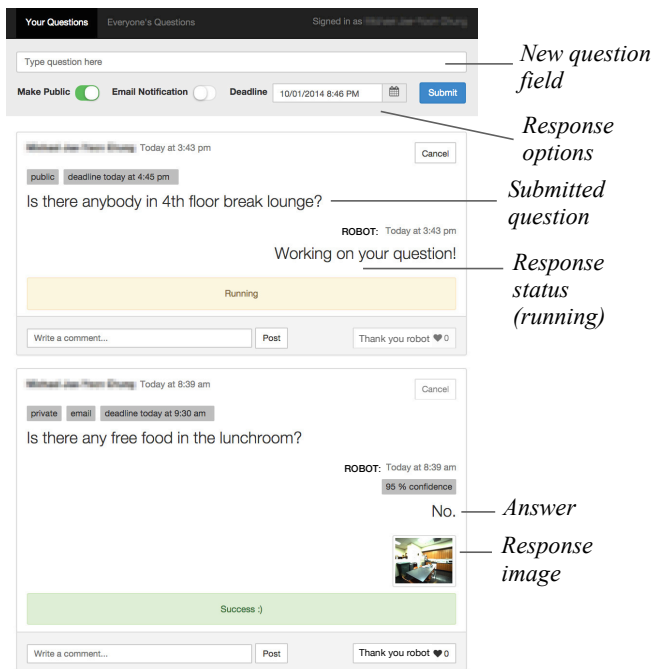 Your Questions Everyone's Questions Signed in as
Type question here
New question
field
Make Public Email Notification Deadline 10/01/2014 8:46 PM Submit
Response
options
Today at 3:43 pm Cancel
public deadline today at 4:45 pm
Is there anybody in 4th floor break lounge?
Submitted
question
ROBOT: Today at 3:43 pm
Working on your question!
Response
status
(running)
Running
Write a comment... Post Thank you robot ♥ 0
Today at 8:39 am Cancel
private email deadline today at 9:30 am
Is there any free food in the lunchroom?
ROBOT: Today at 8:39 am
95 % confidence
No.
Answer
Response
image
Success :)
Write a comment... Post Thank you robot ♥ 0